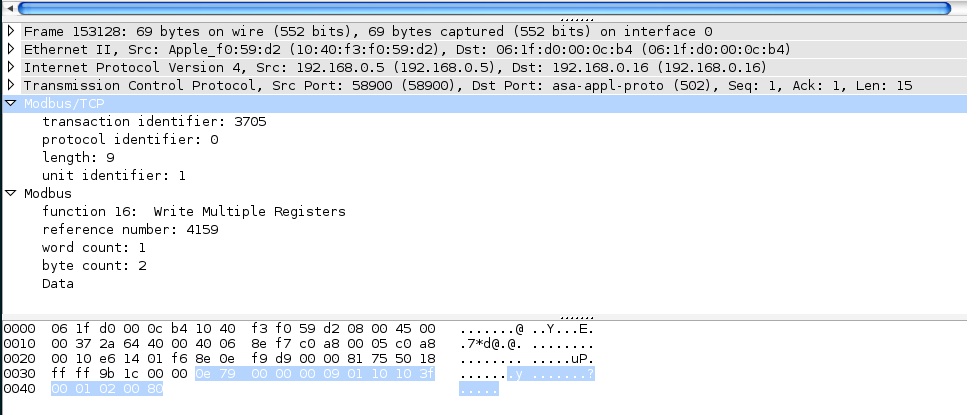 Frame 153128: 69 bytes on wire (552 bits), 69 bytes captured (552 bits) on interface 0
Ethernet II, Src: Apple_f0:59:d2 (10:40:f3:f0:59:d2), Dst: 06:1f:d0:00:0c:b4 (06:1f:d0:00:0c:b4)
Internet Protocol Version 4, Src: 192.168.0.5 (192.168.0.5), Dst: 192.168.0.16 (192.168.0.16)
Transmission Control Protocol, Src Port: 58900 (58900), Dst Port: asa-appl-proto (502), Seq: 1, Ack: 1, Len: 15
Modbus/TCP
transaction identifier: 3705
protocol identifier: 0
length: 9
unit identifier: 1
Modbus
function 16:  Write Multiple Registers
reference number: 4159
word count: 1
byte count: 2
Data
0000  06 1f d0 00 0c b4 10 40  f3 f0 59 d2 08 00 45 00   .......@ ..Y...E.
0010  00 37 2a 64 40 00 40 06  8e f7 c0 a8 00 05 c0 a8   .7*d@.@. ........
0020  00 10 e6 14 01 f6 8e 0e  f9 d9 00 00 81 75 50 18   ........ .....uP.
0030  ff ff 9b 1c 00 00 0e 79  00 00 00 09 01 10 10 3f   .......y .......?
0040  00 01 02 00 80   .....